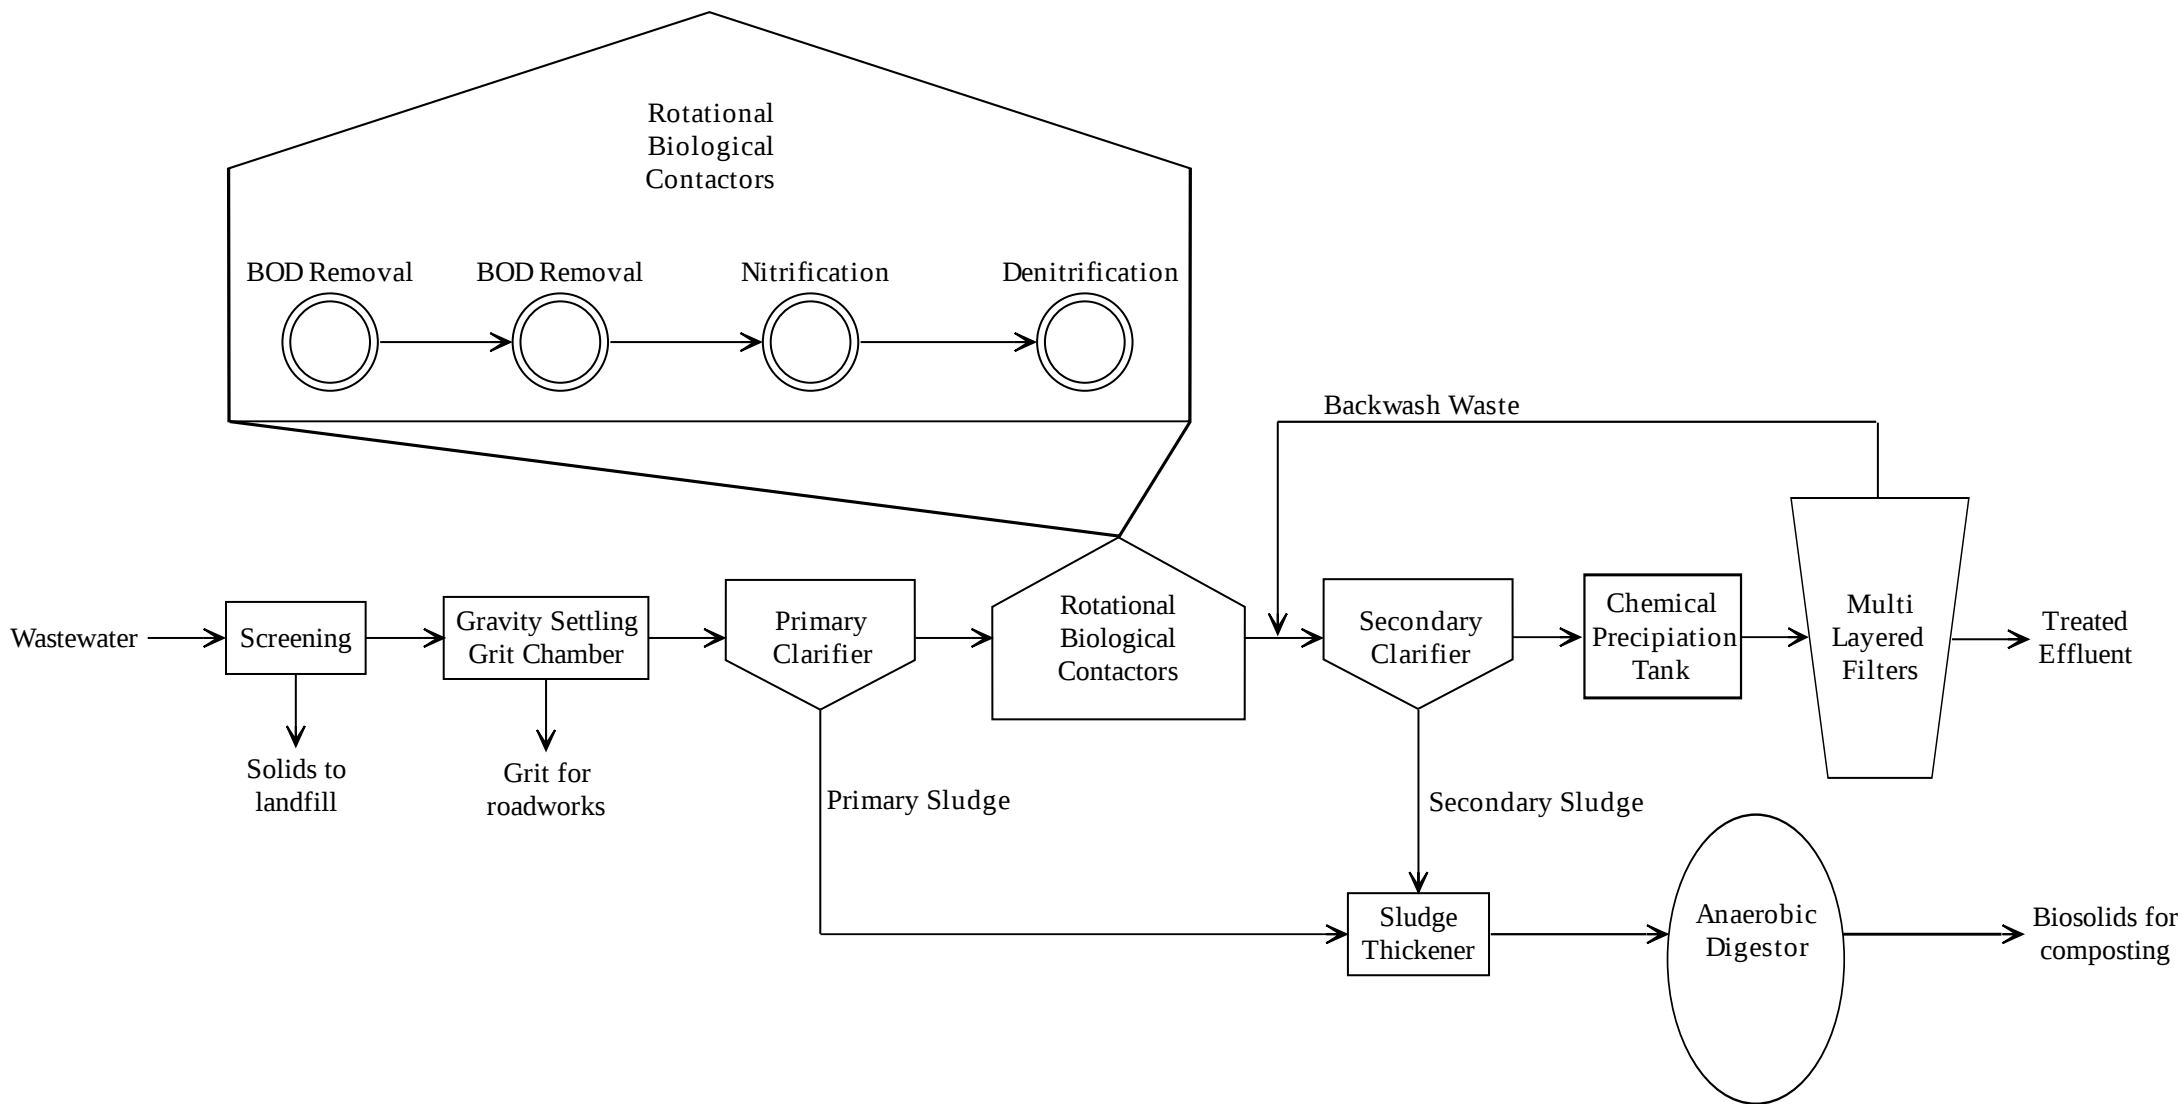 Rotational
Biological
Contactors
BOD Removal
BOD Removal
Nitrification
Denitrification
Backwash Waste
Wastewater
Screening
Gravity Settling
Grit Chamber
Primary
Clarifier
Rotational
Biological
Contactors
Secondary
Clarifier
Chemical
Precipiation
Tank
Multi
Layered
Filters
Treated
Effluent
Solids to
landfill
Grit for
roadworks
Primary Sludge
Secondary Sludge
Sludge
Thickener
Anaerobic
Digestor
Biosolids for
composting